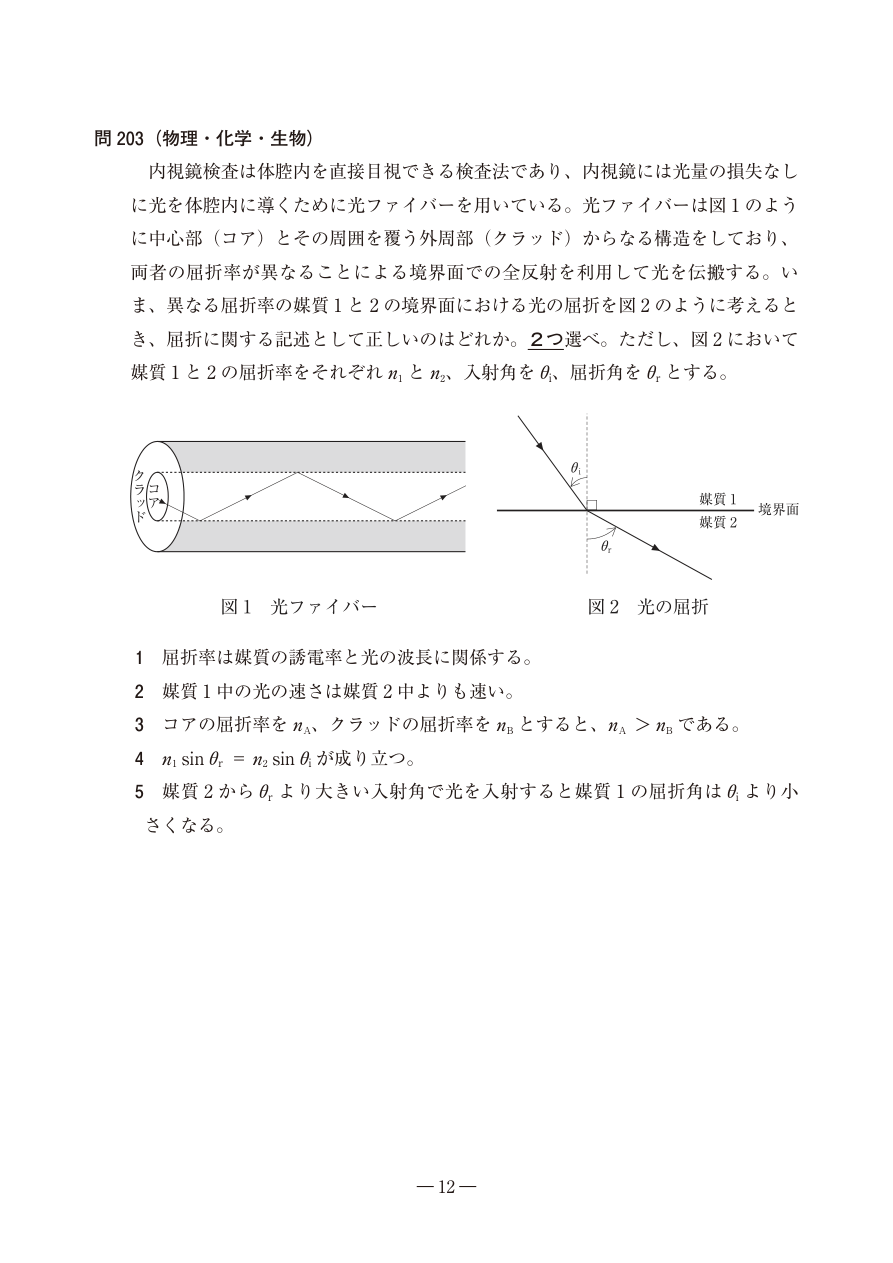 問 203（物理・化学・生物）
内視鏡検査は体腔内を直接目視できる検査法であり、内視鏡には光量の損失なし
に光を体腔内に導くために光ファイバーを用いている。光ファイバーは図１のよう
に中心部（コア）とその周囲を覆う外周部（クラッド）からなる構造をしており、
両者の屈折率が異なることによる境界面での全反射を利用して光を伝搬する。い
ま、異なる屈折率の媒質１と２の境界面における光の屈折を図２のように考えると
き、屈折に関する記述として正しいのはどれか。２つ選べ。ただし、図２において
媒質１と２の屈折率をそれぞれ n1 と n2、入射角を θi、屈折角を θr とする。
クラッド
コア
θi
媒質１
境界面
媒質２
θr
図１　光ファイバー
図２　光の屈折
1　屈折率は媒質の誘電率と光の波長に関係する。
2　媒質１中の光の速さは媒質２中よりも速い。
3　コアの屈折率を nA、クラッドの屈折率を nB とすると、nA ＞ nB である。
4　n1 sin θr = n2 sin θi が成り立つ。
5　媒質２から θr より大きい入射角で光を入射すると媒質１の屈折角は θi より小
さくなる。
― 12 ―